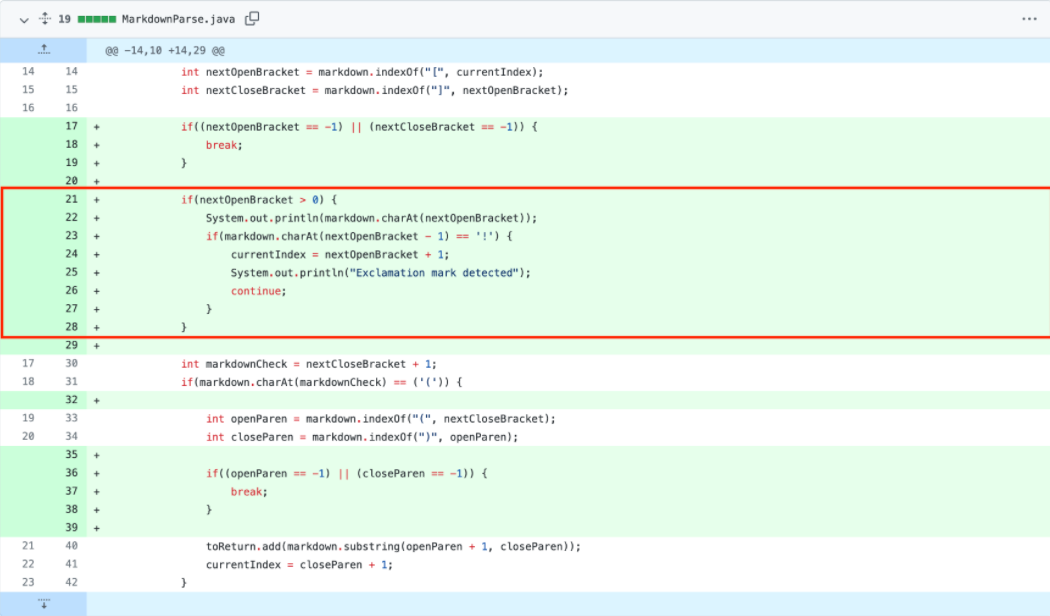 19 MarkdownParse.java
@@ -14,10 +14,29 @@
14 14 int nextOpenBracket = markdown.indexOf("[", currentIndex);
15 15 int nextCloseBracket = markdown.indexOf("]", nextOpenBracket);
16 16
17 + if((nextOpenBracket == -1) || (nextCloseBracket == -1)) {
18 + break;
19 + }
20 +
21 + if(nextOpenBracket > 0) {
22 + System.out.println(markdown.charAt(nextOpenBracket));
23 + if(markdown.charAt(nextOpenBracket - 1) == '!') {
24 + currentIndex = nextOpenBracket + 1;
25 + System.out.println("Exclamation mark detected");
26 + continue;
27 + }
28 + }
29 +
17 30 int markdownCheck = nextCloseBracket + 1;
18 31 if(markdown.charAt(markdownCheck) == ('(')) {
32 +
19 33 int openParen = markdown.indexOf("(", nextCloseBracket);
20 34 int closeParen = markdown.indexOf(")", openParen);
35 +
36 + if((openParen == -1) || (closeParen == -1)) {
37 + break;
38 + }
39 +
21 40 toReturn.add(markdown.substring(openParen + 1, closeParen));
22 41 currentIndex = closeParen + 1;
23 42 }